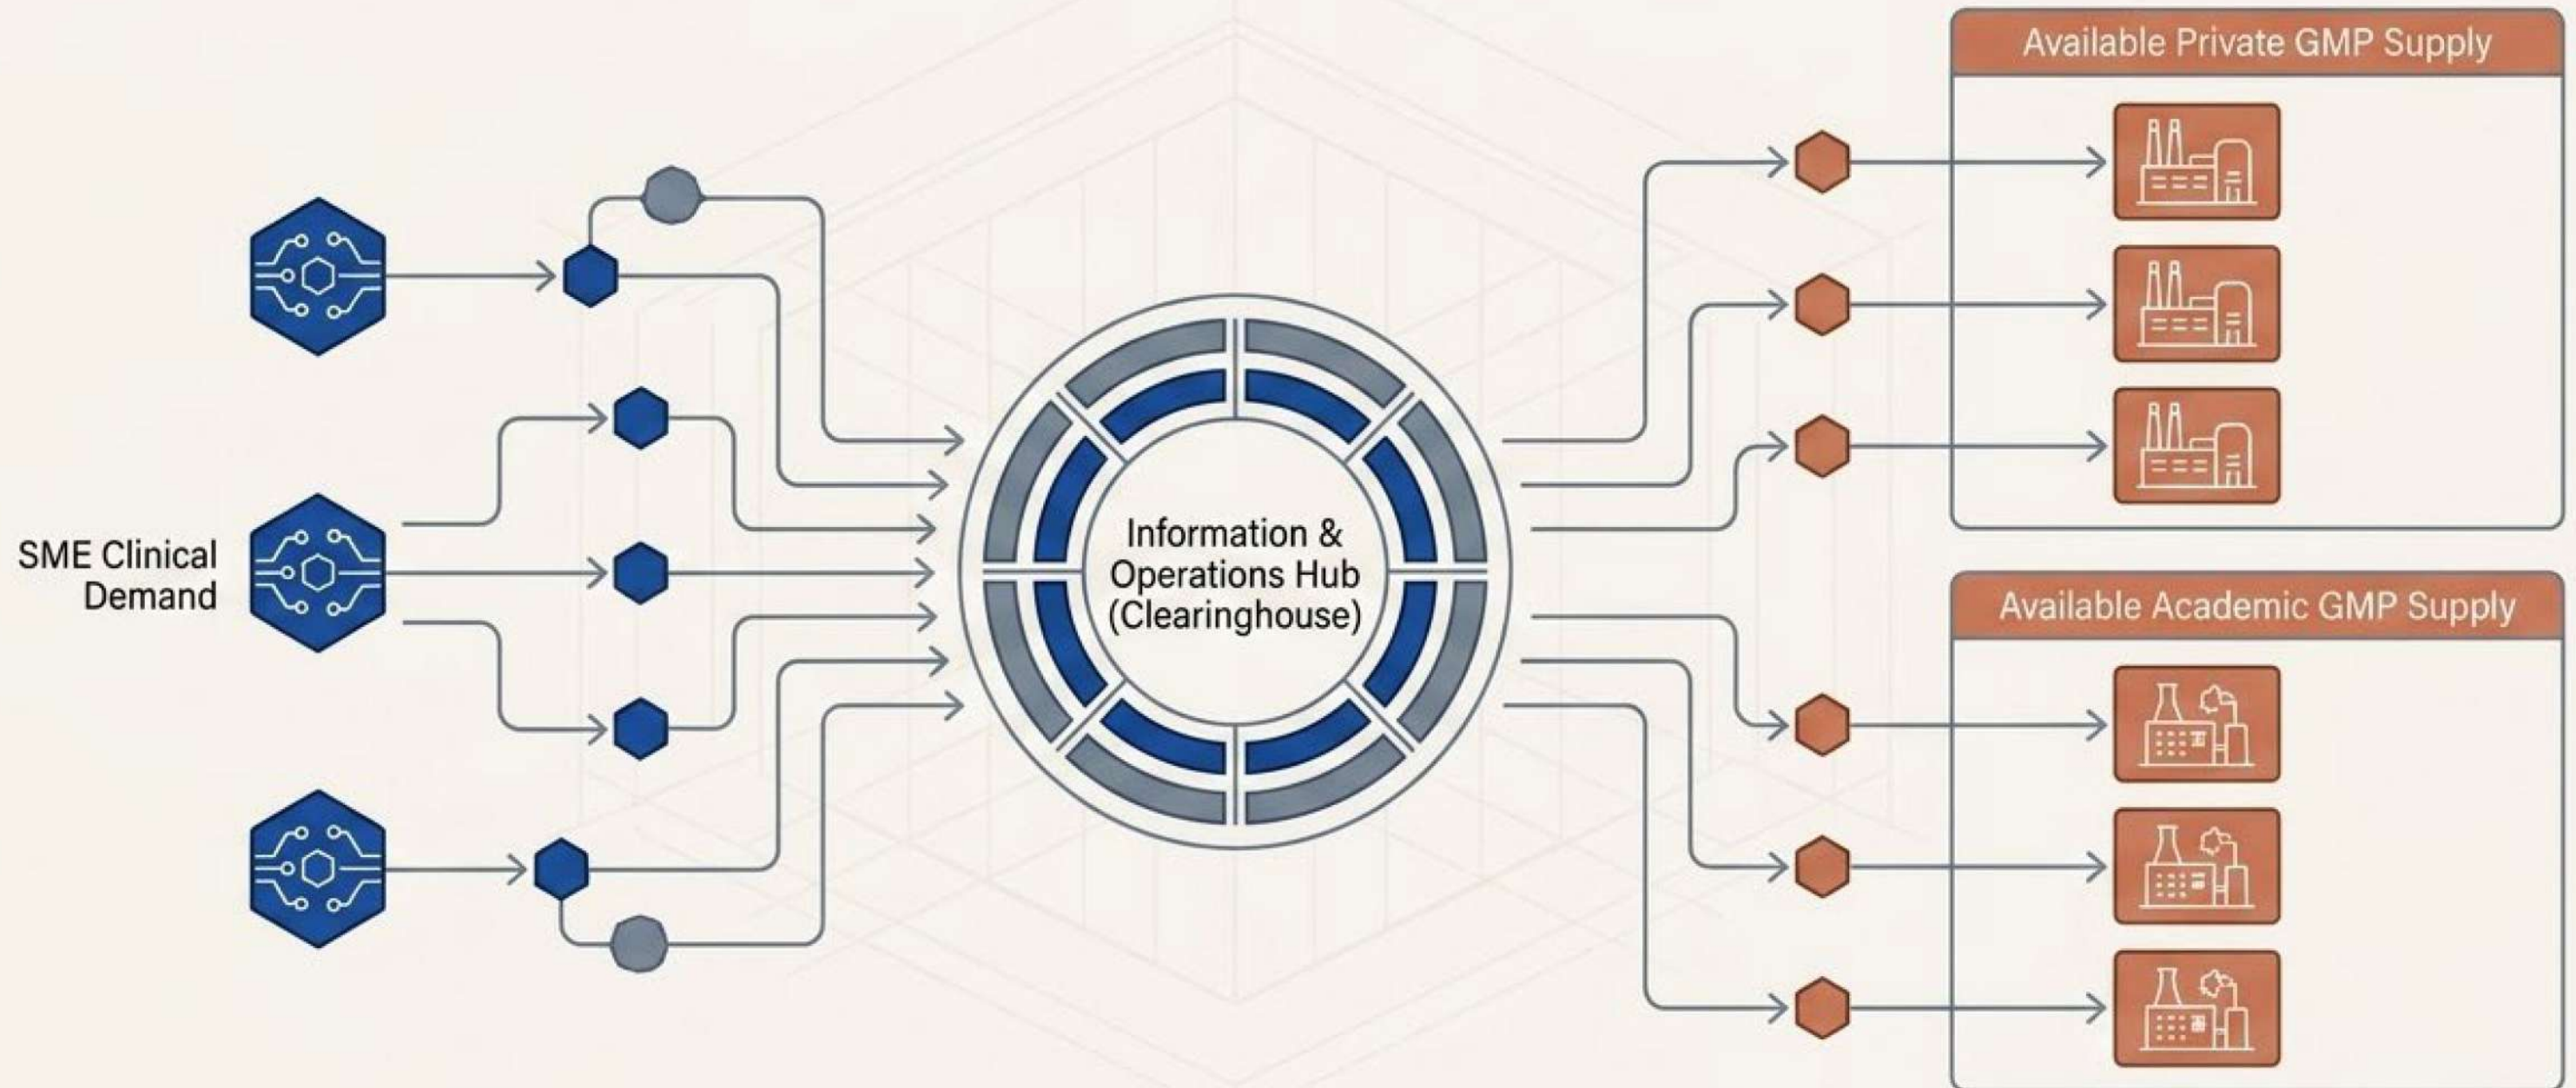 Available Private GMP Supply
SME Clinical
Demand
Information &
Operations Hub
(Clearinghouse)
Available Academic GMP Supply